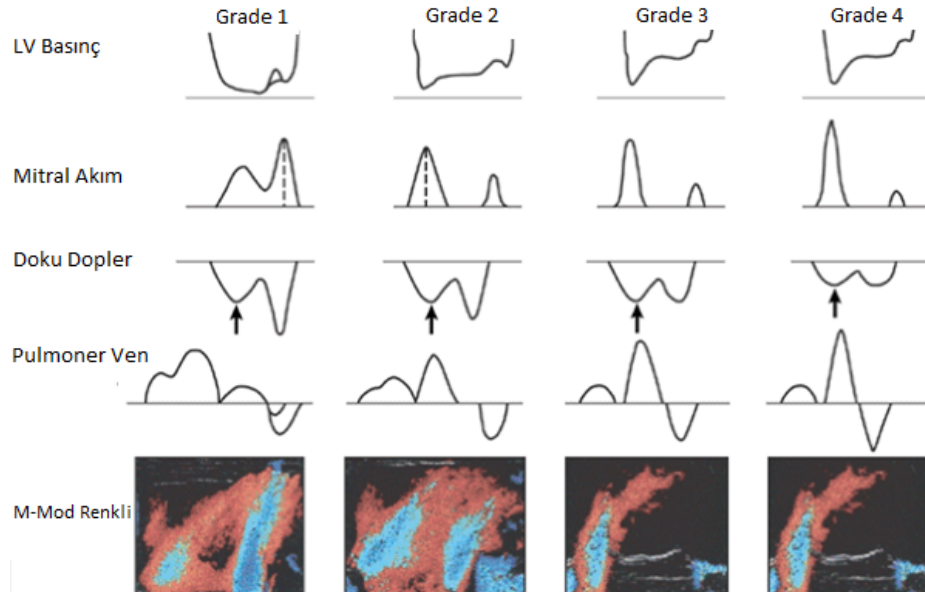 Grade 1 Grade 2 Grade 3 Grade 4
LV Basınç
Mitral Akım
Doku Dopler
Pulmoner Ven
M-Mod Renkli